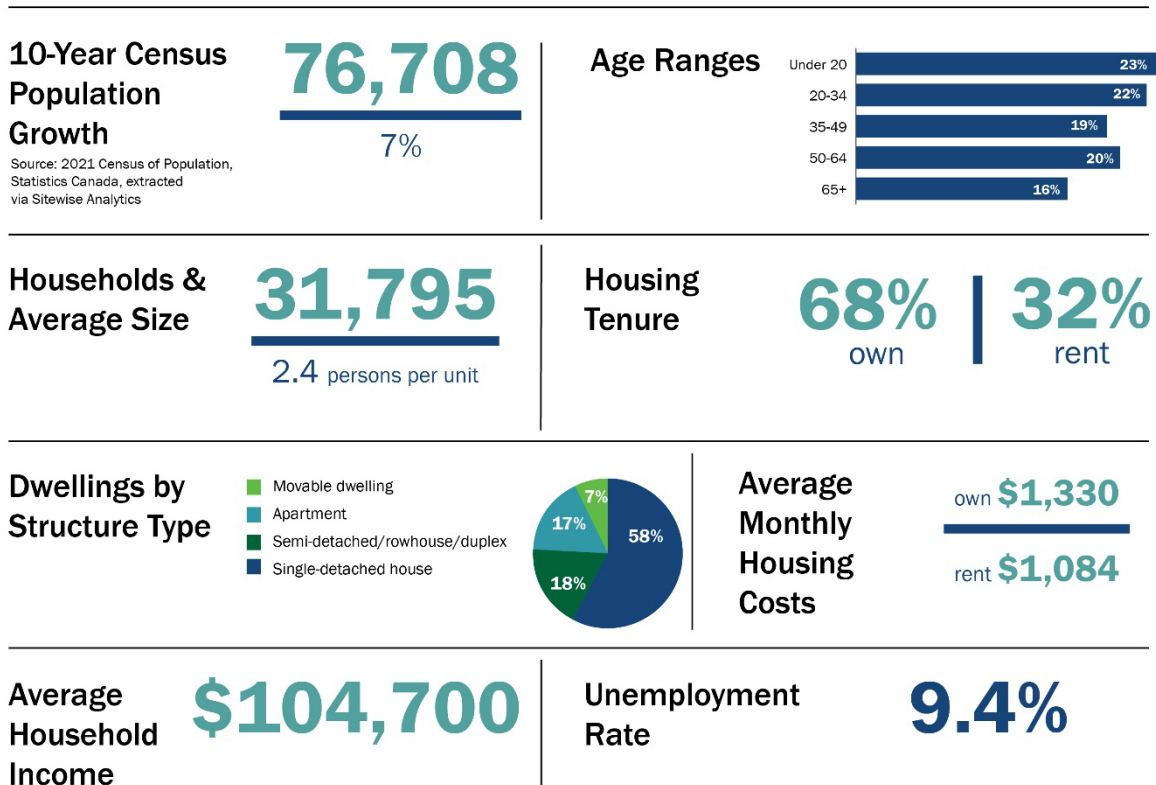 10-Year Census
Population
Growth
Source: 2021 Census of Population,
Statistics Canada, extracted
via Sitewise Analytics
76,708
7%
Age Ranges
Under 20 23%
20-34 22%
35-49 19%
50-64 20%
65+ 16%
Households &
Average Size
31,795
2.4 persons per unit
Housing
Tenure
68%
own
32%
rent
Dwellings by
Structure Type
Movable dwelling
Apartment
Semi-detached/rowhouse/duplex
Single-detached house
7%
17%
58%
18%
Average
Monthly
Housing
Costs
own $1,330
rent $1,084
Average
Household
Income
$104,700
Unemployment
Rate
9.4%